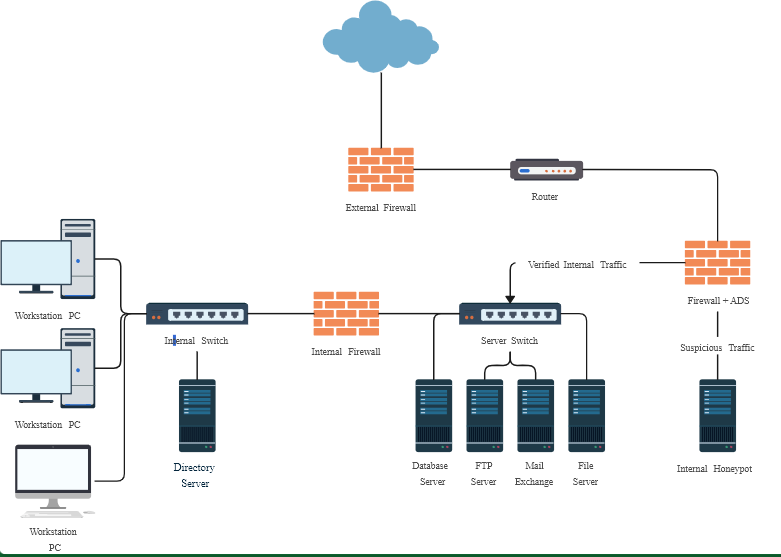 External Firewall
Router
Verified Internal Traffic
Firewall + ADS
Workstation PC
Internal Switch
Internal Firewall
Server Switch
Suspicious Traffic
Workstation PC
Directory
Server
Database
Server
FTP
Server
Mail
Exchange
File
Server
Internal Honeypot
Workstation
PC